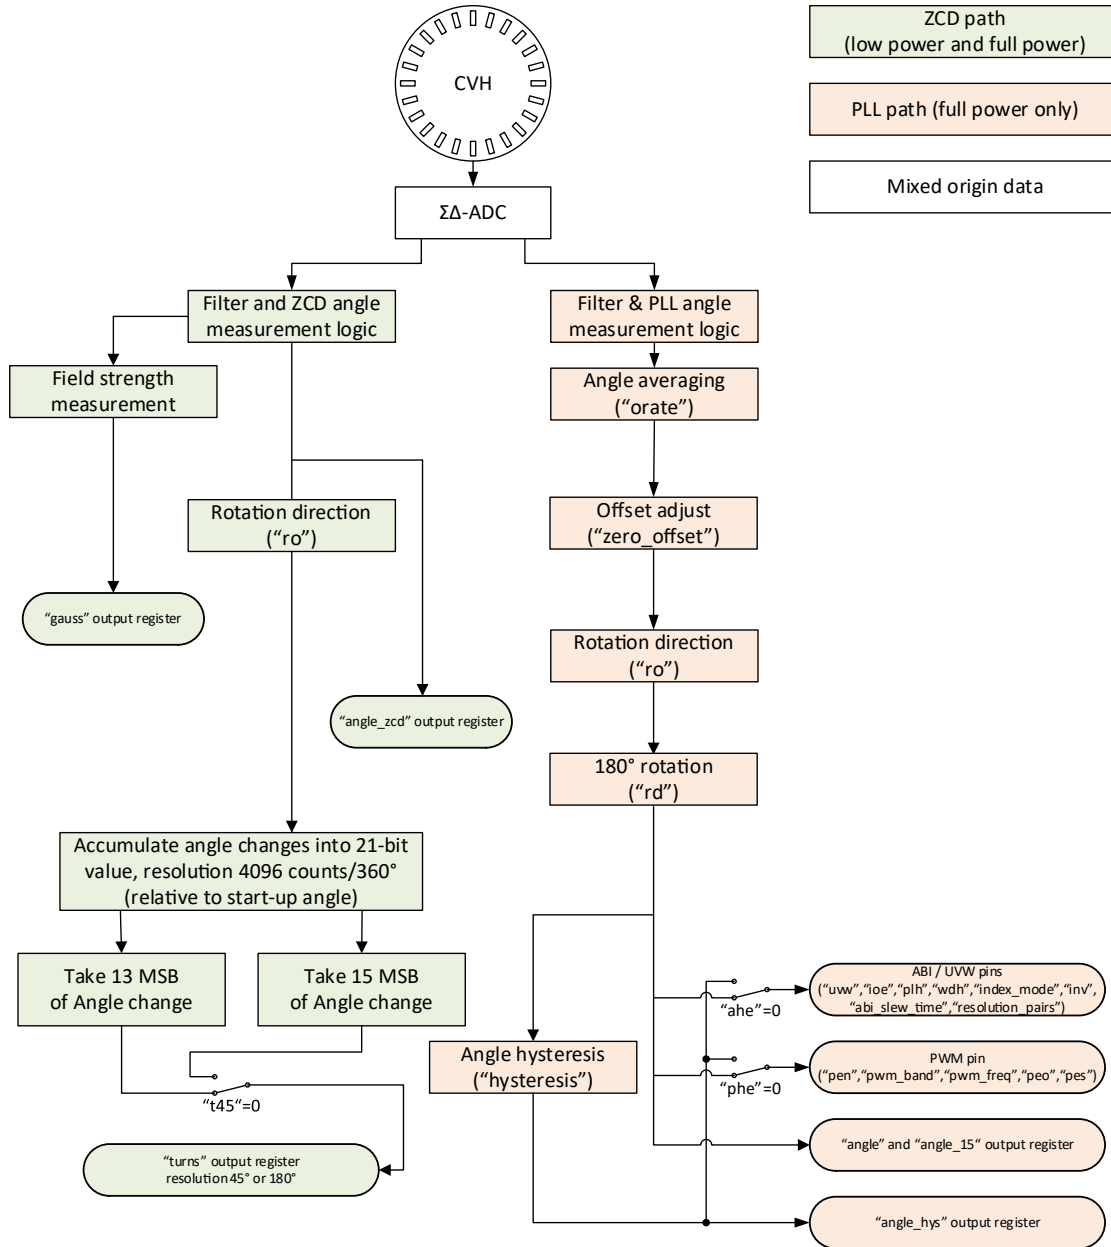 CVH
ZCD path
(low power and full power)
PLL path (full power only)
Mixed origin data
ΣΔ-ADC
Filter and ZCD angle
measurement logic
Filter & PLL angle
measurement logic
Field strength
measurement
Angle averaging
(“orate”)
Rotation direction
(“ro”)
Offset adjust
(“zero_offset”)
“gauss” output register
Rotation direction
(“ro”)
“angle_zcd” output register
180° rotation
(“rd”)
Accumulate angle changes into 21-bit
value, resolution 4096 counts/360°
(relative to start-up angle)
Take 13 MSB
of Angle change
Take 15 MSB
of Angle change
“t45“=0
“turns” output register
resolution 45° or 180°
Angle hysteresis
(“hysteresis”)
“ahe”=0
ABI / UVW pins
(“uvw”,“ioe”,“plh”,“wdh”,“index_mode”,“inv”,
“abi_slew_time”,“resolution_pairs”)
“phe”=0
PWM pin
(“pen”,“pwm_band”,“pwm_freq”,“peo”,“pes”)
“angle” and “angle_15“ output register
“angle_hys” output register